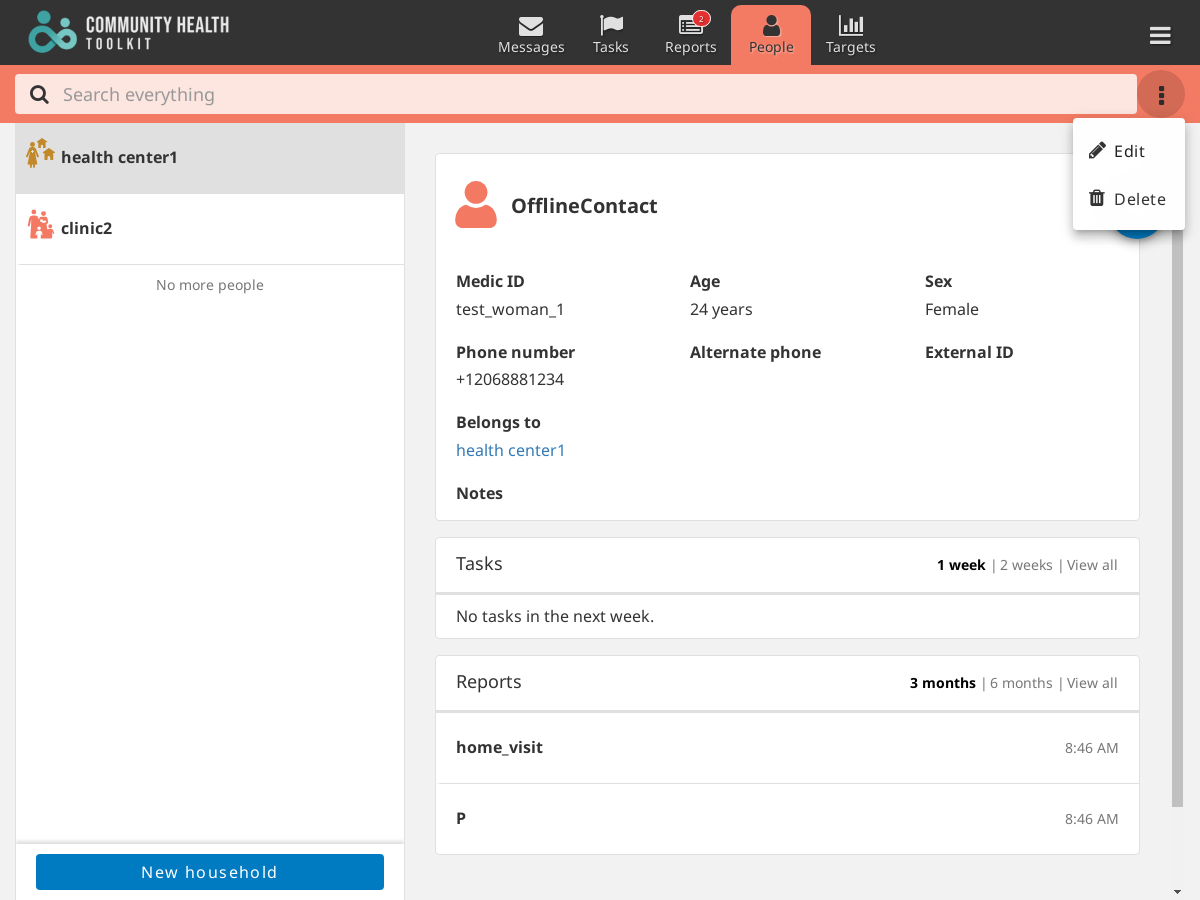 COMMUNITY HEALTH
TOOLKIT
Messages
Tasks
2
Reports
People
Targets
Search everything
Edit
Delete
health center1
clinic2
No more people
New household
OfflineContact
Medic ID Age Sex
test_woman_1 24 years Female
Phone number Alternate phone External ID
+12068881234
Belongs to
health center1
Notes
Tasks 1 week | 2 weeks | View all
No tasks in the next week.
Reports 3 months | 6 months | View all
home_visit 8:46 AM
P 8:46 AM